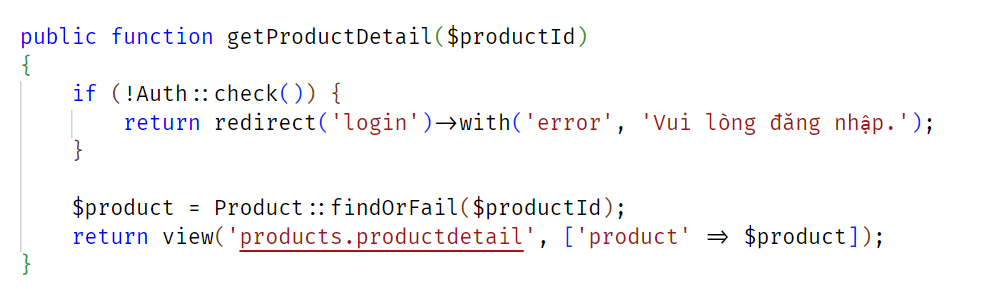 public function getProductDetail($productId)
{
    if (!Auth::check()) {
        return redirect('login')->with('error', 'Vui lòng đăng nhập.');
    }

    $product = Product::findOrFail($productId);
    return view('products.productdetail', ['product' => $product]);
}